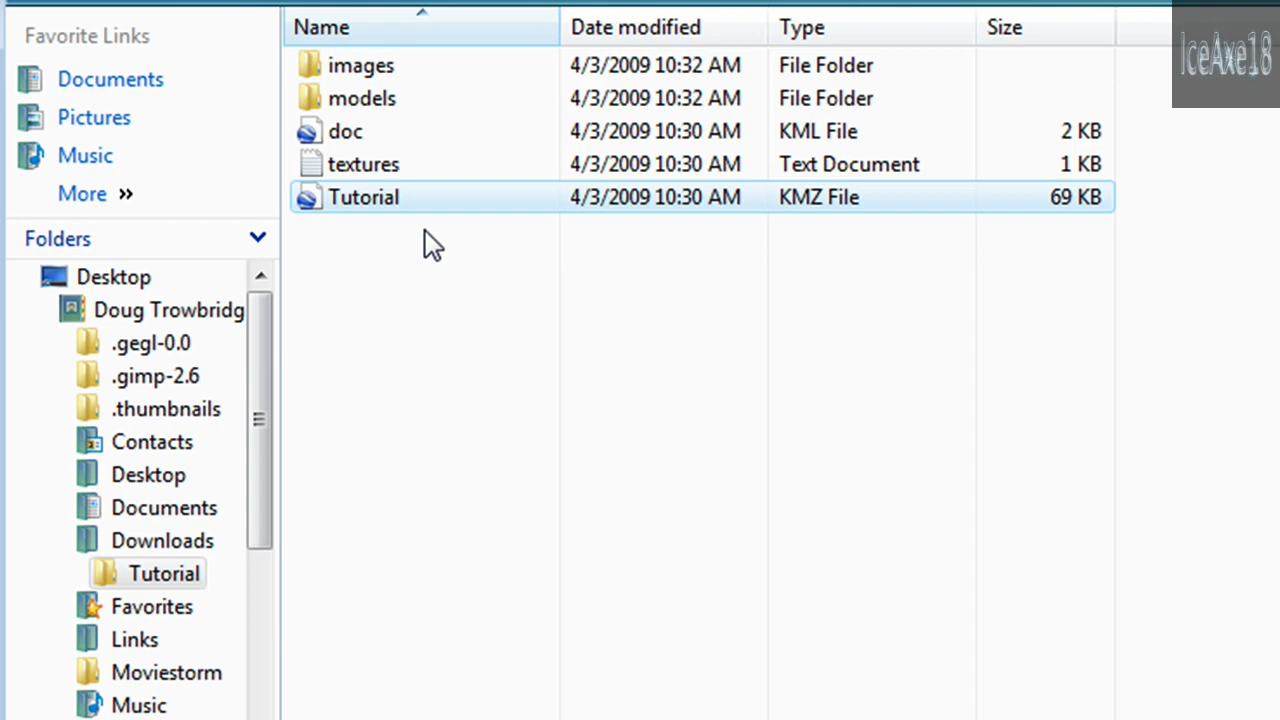 Favorite Links
Documents
Pictures
Music
More »
Folders
Desktop
Doug Trowbridg
.gegl-0.0
.gimp-2.6
.thumbnails
Contacts
Desktop
Documents
Downloads
Tutorial
Favorites
Links
Moviestorm
Music
Name Date modified Type Size
images 4/3/2009 10:32 AM File Folder
models 4/3/2009 10:32 AM File Folder
doc 4/3/2009 10:30 AM KML File 2 KB
textures 4/3/2009 10:30 AM Text Document 1 KB
Tutorial 4/3/2009 10:30 AM KMZ File 69 KB
IceAxe18